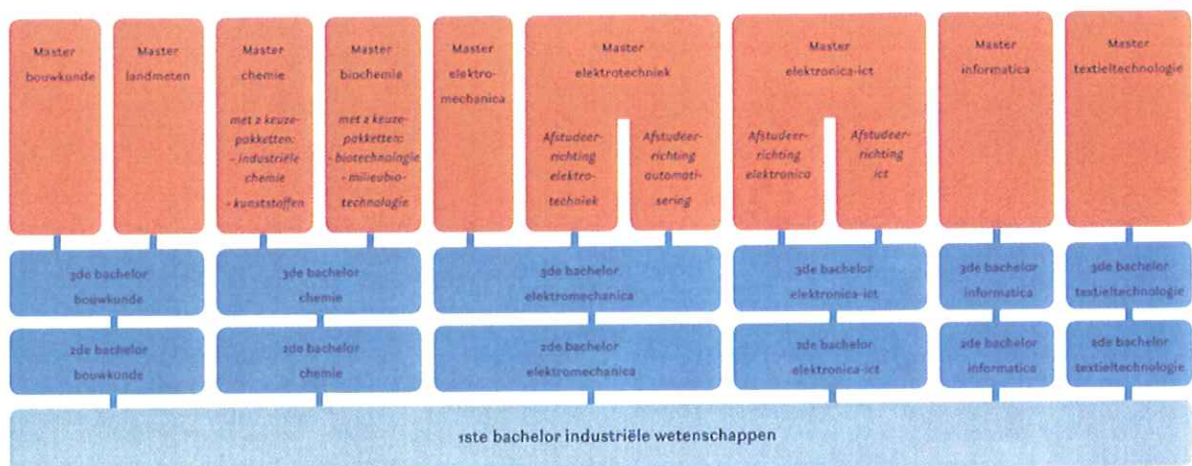 Master
bouwkunde
Master
landmeten
Master
chemie
met 2 keuze-
pakketten:
- industriële
chemie
- kunststoffen
Master
biochemie
met 2 keuze-
pakketten:
- biotechnologie
- milieubio-
technologie
Master
elektro-
mechanica
Master
elektrotechniek
Afstudeer-
richting
elektro-
techniek
Afstudeer-
richting
automati-
sering
Master
elektronica-ict
Afstudeer-
richting
elektronica
Afstudeer-
richting
ict
Master
informatica
Master
textieltechnologie
3de bachelor
bouwkunde
3de bachelor
chemie
3de bachelor
elektromechanica
3de bachelor
elektronica-ict
3de bachelor
informatica
3de bachelor
textieltechnologie
2de bachelor
bouwkunde
2de bachelor
chemie
2de bachelor
elektromechanica
2de bachelor
elektronica-ict
2de bachelor
informatica
2de bachelor
textieltechnologie
1ste bachelor industriële wetenschappen